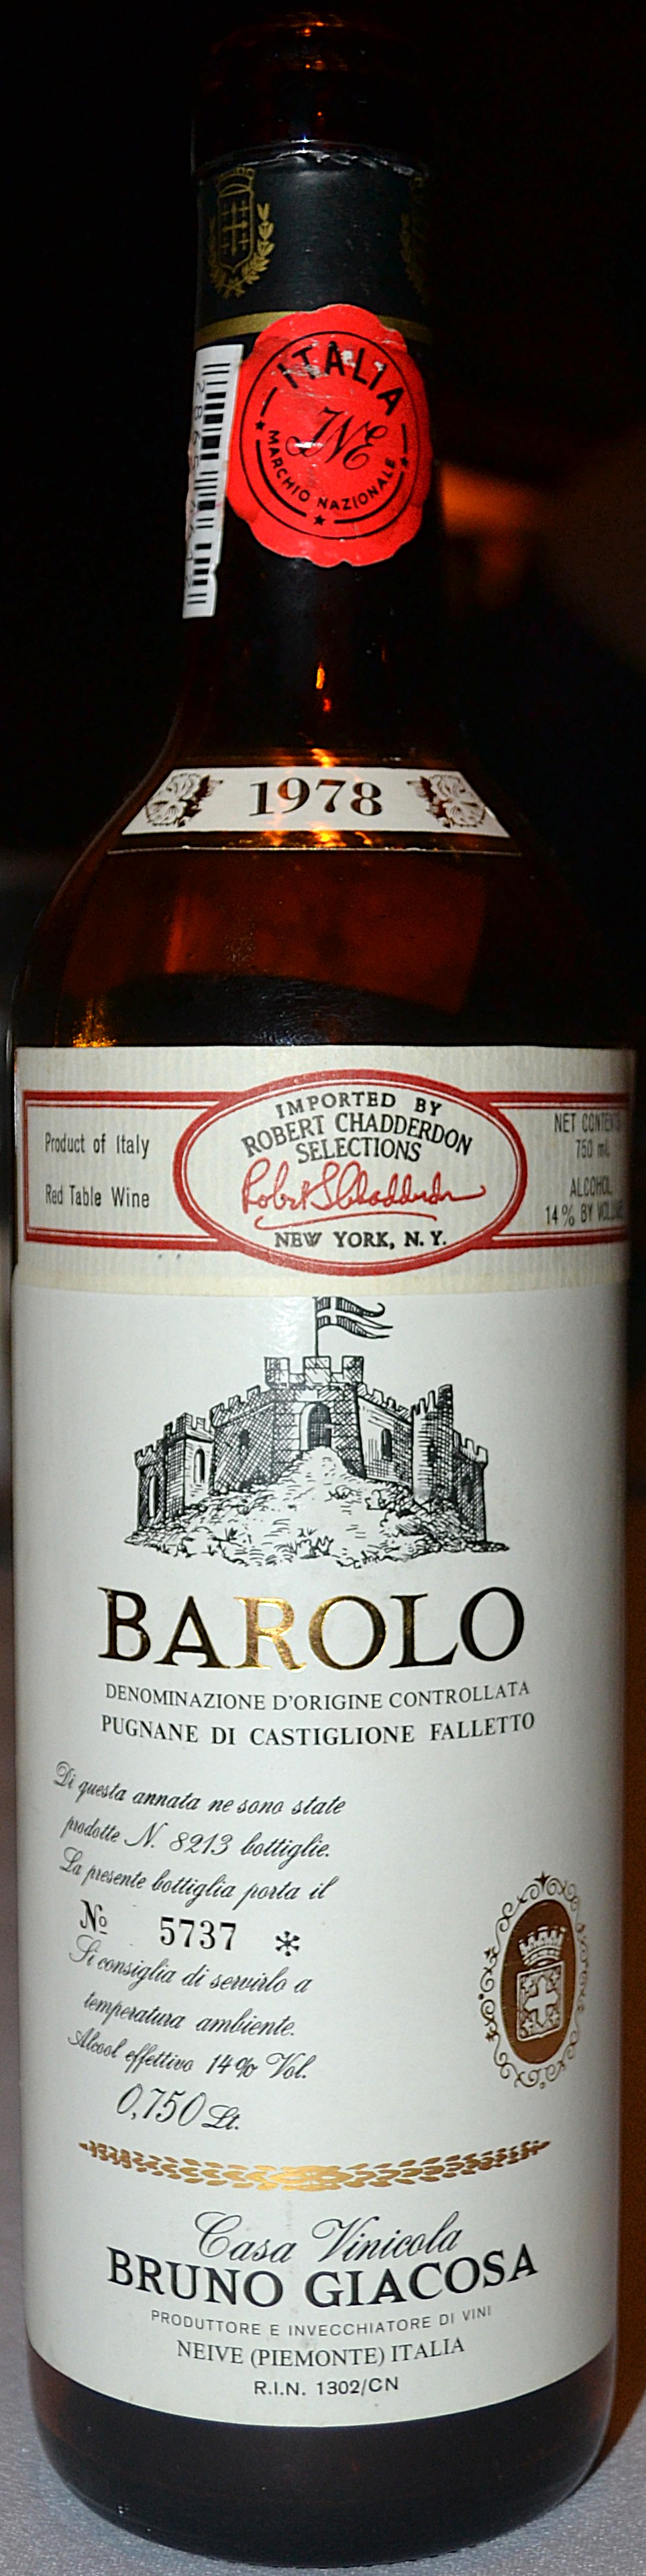 ITALIA
INE
MARCHIO NAZIONALE
1978
Product of Italy
Red Table Wine
IMPORTED BY
ROBERT CHADDERDON
SELECTIONS
Robert Chadderdon
NEW YORK, N.Y.
NET CONTENTS
750 mL
ALCOHOL
14% BY VOLUME
BAROLO
DENOMINAZIONE D'ORIGINE CONTROLLATA
PUGNANE DI CASTIGLIONE FALLETTO
Di questa annata ne sono state
prodotte N. 8213 bottiglie.
La presente bottiglia porta il
No 5737 *
Si consiglia di servirlo a
temperatura ambiente.
Alcool effettivo 14% Vol.
0,750 Lt.
Casa Vinicola
BRUNO GIACOSA
PRODUTTORE E INVECCHIATORE DI VINI
NEIVE (PIEMONTE) ITALIA
R.I.N. 1302/CN